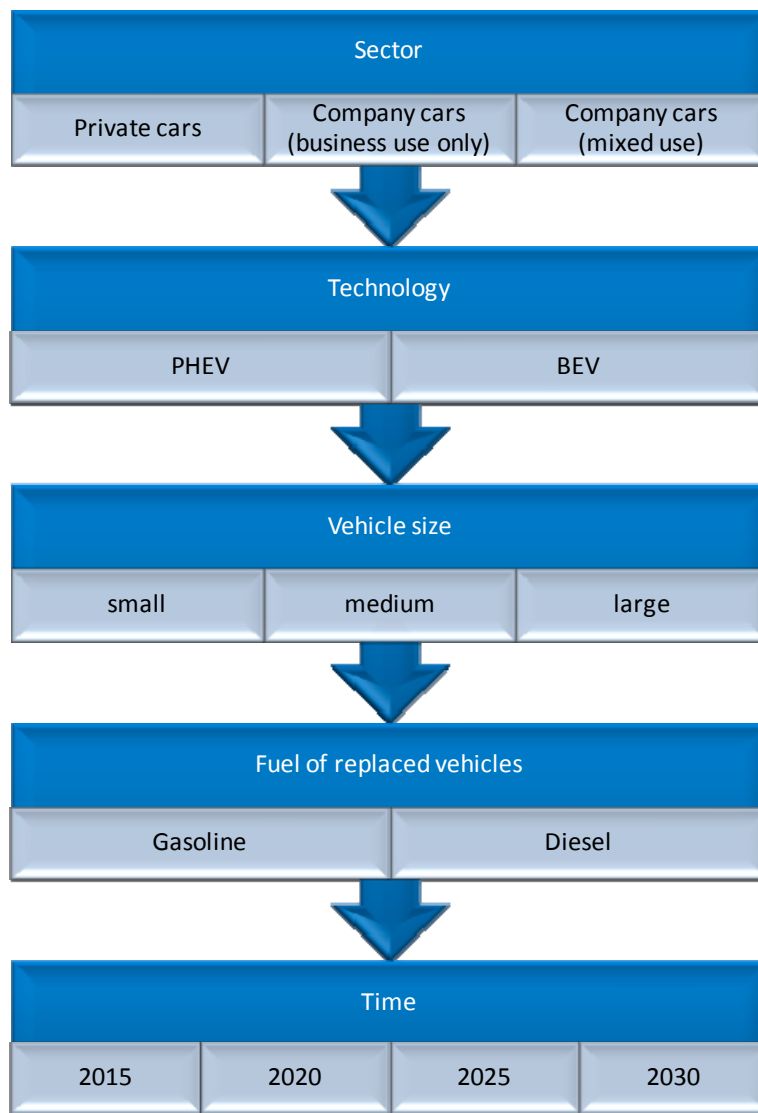 Sector
Private cars
Company cars
(business use only)
Company cars
(mixed use)
Technology
PHEV
BEV
Vehicle size
small
medium
large
Fuel of replaced vehicles
Gasoline
Diesel
Time
2015
2020
2025
2030